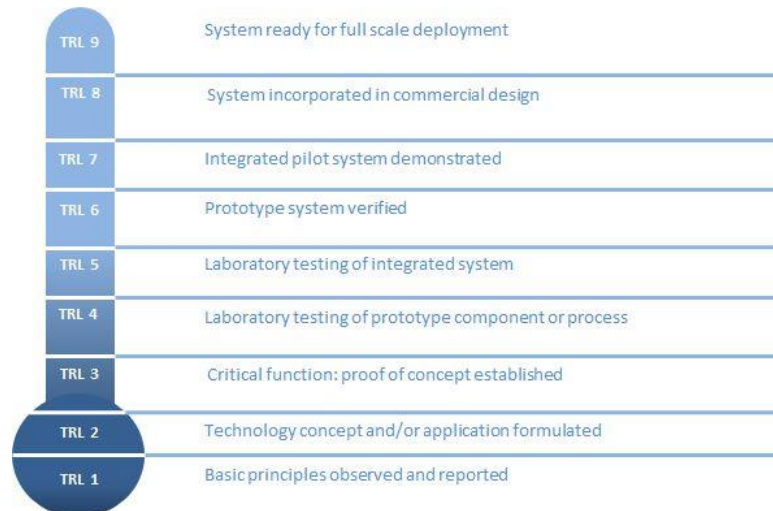 TRL 9 System ready for full scale deployment
TRL 8 System incorporated in commercial design
TRL 7 Integrated pilot system demonstrated
TRL 6 Prototype system verified
TRL 5 Laboratory testing of integrated system
TRL 4 Laboratory testing of prototype component or process
TRL 3 Critical function: proof of concept established
TRL 2 Technology concept and/or application formulated
TRL 1 Basic principles observed and reported